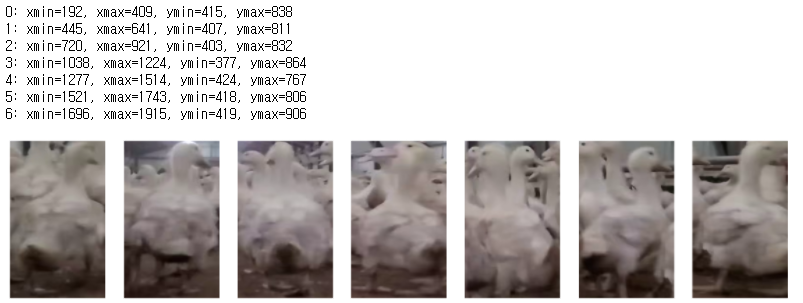 0: xmin=192, xmax=409, ymin=415, ymax=838
1: xmin=445, xmax=641, ymin=407, ymax=811
2: xmin=720, xmax=921, ymin=403, ymax=832
3: xmin=1038, xmax=1224, ymin=377, ymax=864
4: xmin=1277, xmax=1514, ymin=424, ymax=767
5: xmin=1521, xmax=1743, ymin=418, ymax=806
6: xmin=1696, xmax=1915, ymin=419, ymax=906